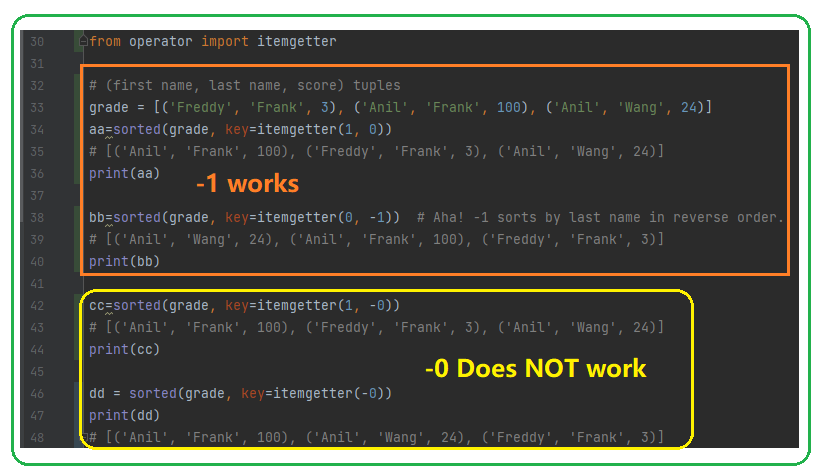 30 from operator import itemgetter
31
32 # (first name, last name, score) tuples
33 grade = [('Freddy', 'Frank', 3), ('Anil', 'Frank', 100), ('Anil', 'Wang', 24)]
34 aa=sorted(grade, key=itemgetter(1, 0))
35 # [('Anil', 'Frank', 100), ('Freddy', 'Frank', 3), ('Anil', 'Wang', 24)]
36 print(aa)
-1 works
37
38 bb=sorted(grade, key=itemgetter(0, -1))  # Aha! -1 sorts by last name in reverse order.
39 # [('Anil', 'Wang', 24), ('Anil', 'Frank', 100), ('Freddy', 'Frank', 3)]
40 print(bb)
41
42 cc=sorted(grade, key=itemgetter(1, -0))
43 # [('Anil', 'Frank', 100), ('Freddy', 'Frank', 3), ('Anil', 'Wang', 24)]
44 print(cc)
-0 Does NOT work
45
46 dd = sorted(grade, key=itemgetter(-0))
47 print(dd)
48 # [('Anil', 'Frank', 100), ('Anil', 'Wang', 24), ('Freddy', 'Frank', 3)]